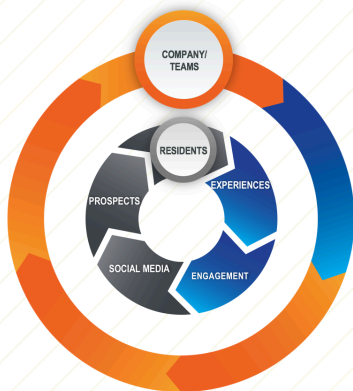 COMPANY/
TEAMS
RESIDENTS
EXPERIENCES
PROSPECTS
SOCIAL MEDIA
ENGAGEMENT